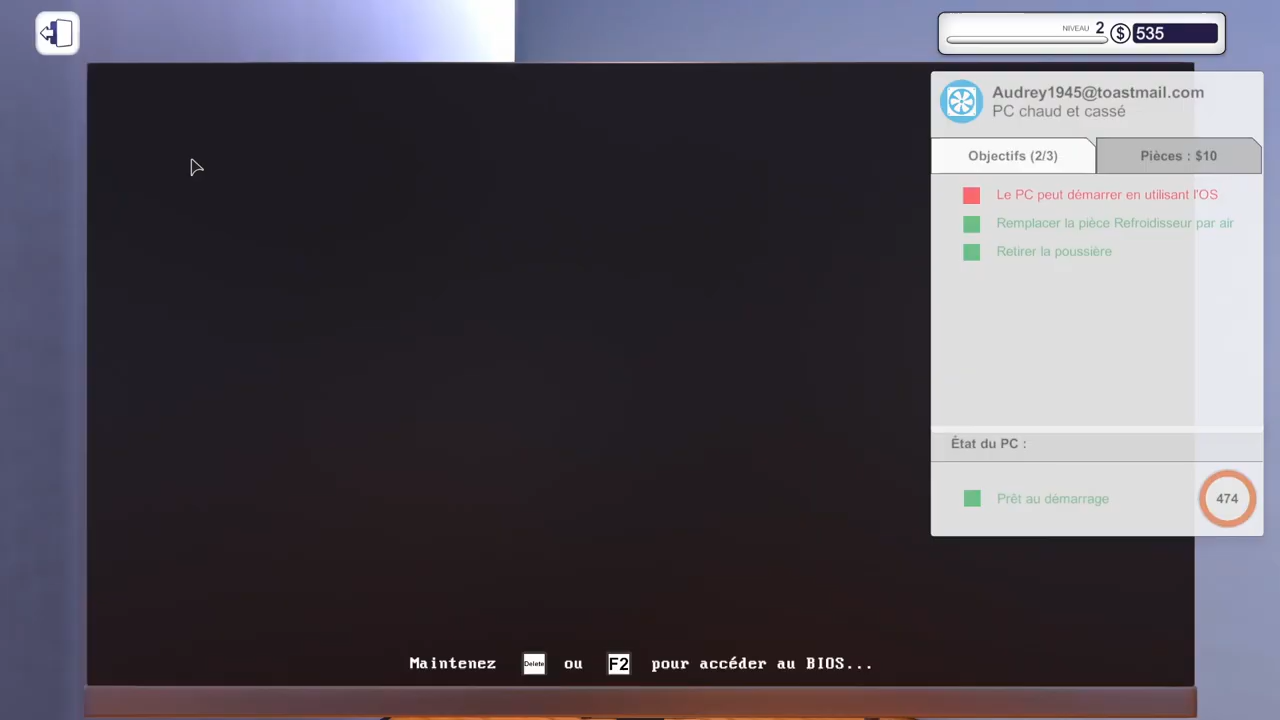 NIVEAU 2 $ 535
Audrey1945@toastmail.com
PC chaud et cassé
Objectifs (2/3)
Pièces : $10
Le PC peut démarrer en utilisant l'OS
Remplacer la pièce Refroidisseur par air
Retirer la poussière
État du PC :
Prêt au démarrage
474
Maintenez Delete ou F2 pour accéder au BIOS...